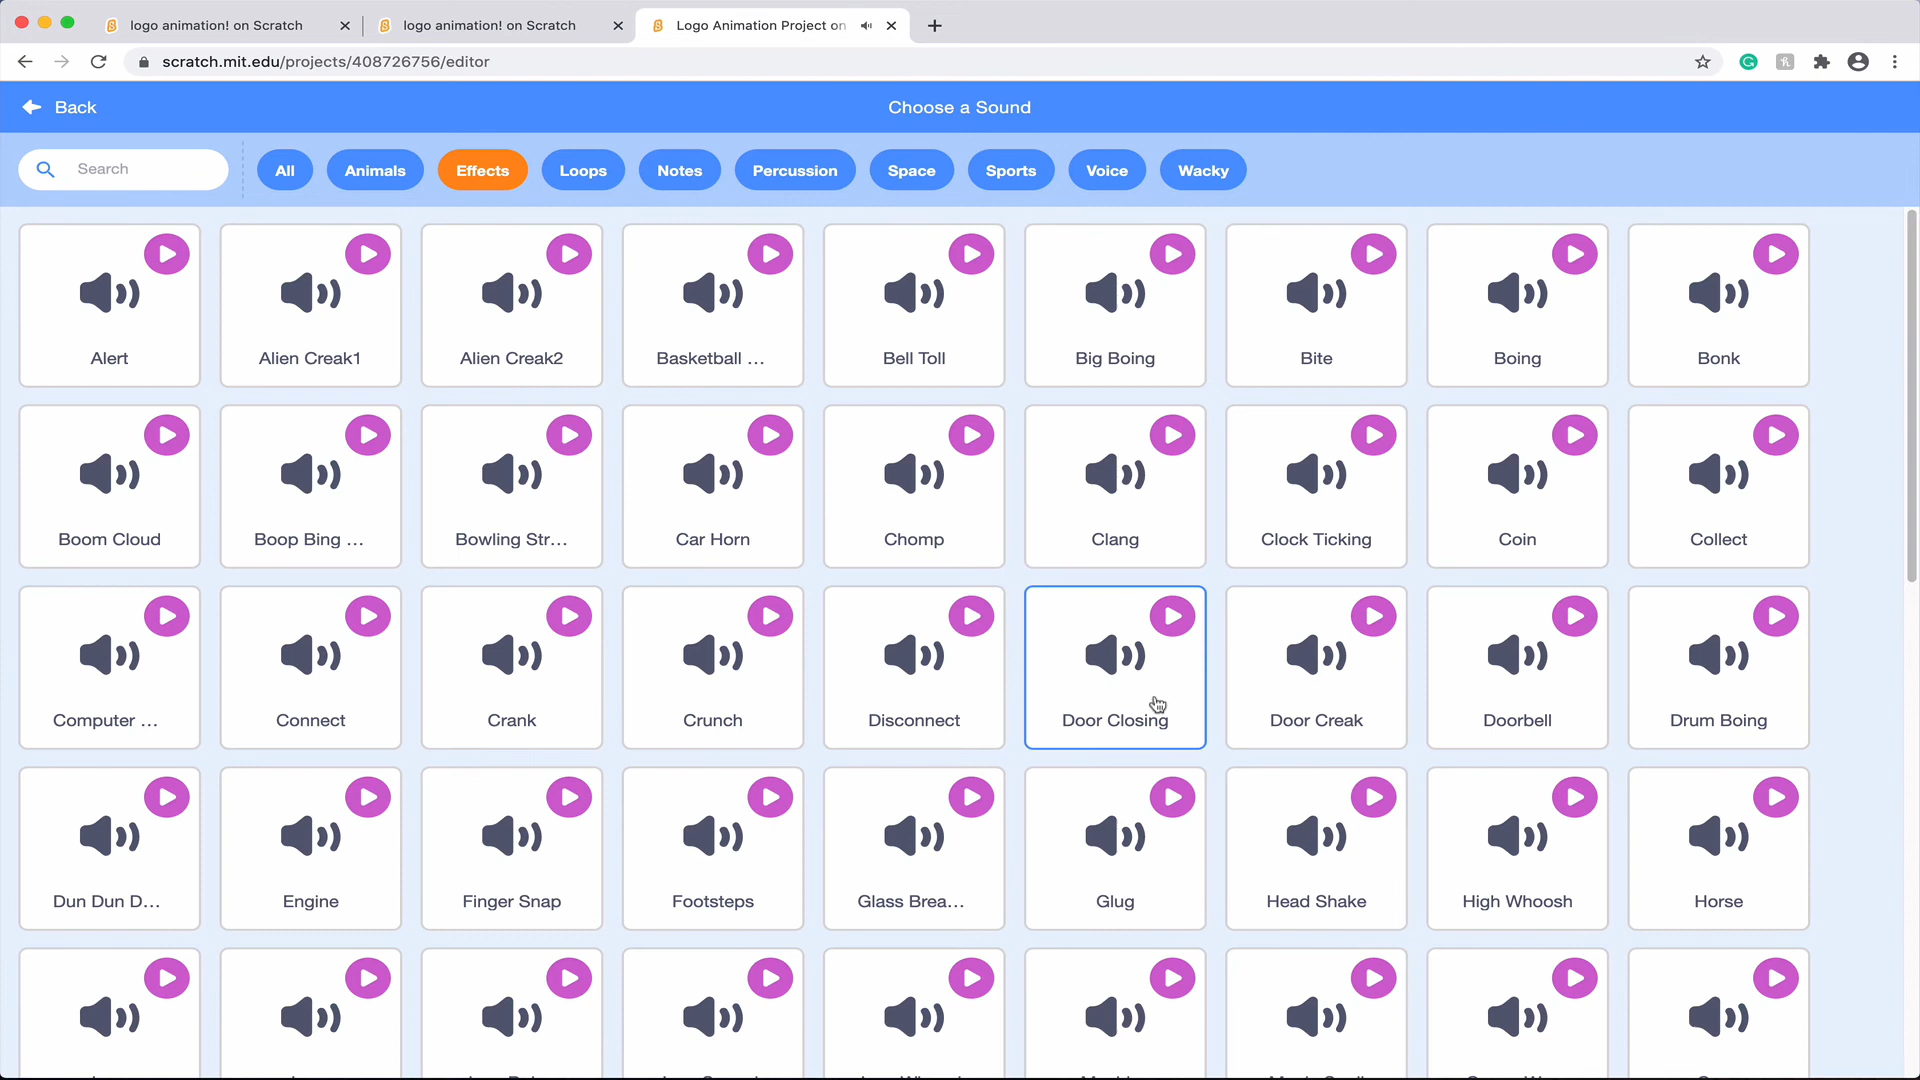 logo animation! on Scratch
logo animation! on Scratch
Logo Animation Project on
scratch.mit.edu/projects/408726756/editor
Back
Choose a Sound
Search
All
Animals
Effects
Loops
Notes
Percussion
Space
Sports
Voice
Wacky
Alert
Alien Creak1
Alien Creak2
Basketball ...
Bell Toll
Big Boing
Bite
Boing
Bonk
Boom Cloud
Boop Bing ...
Bowling Str...
Car Horn
Chomp
Clang
Clock Ticking
Coin
Collect
Computer ...
Connect
Crank
Crunch
Disconnect
Door Closing
Door Creak
Doorbell
Drum Boing
Dun Dun D...
Engine
Finger Snap
Footsteps
Glass Brea...
Glug
Head Shake
High Whoosh
Horse